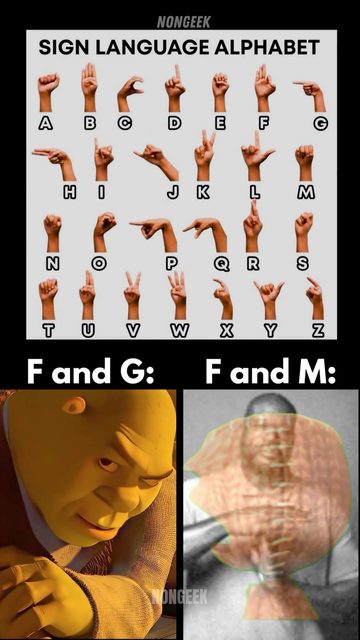 NONGEEK
SIGN LANGUAGE ALPHABET
A B C D E F G
H I J K L M
N O P Q R S
T U V W X Y Z
F and G: F and M:
NONGEEK